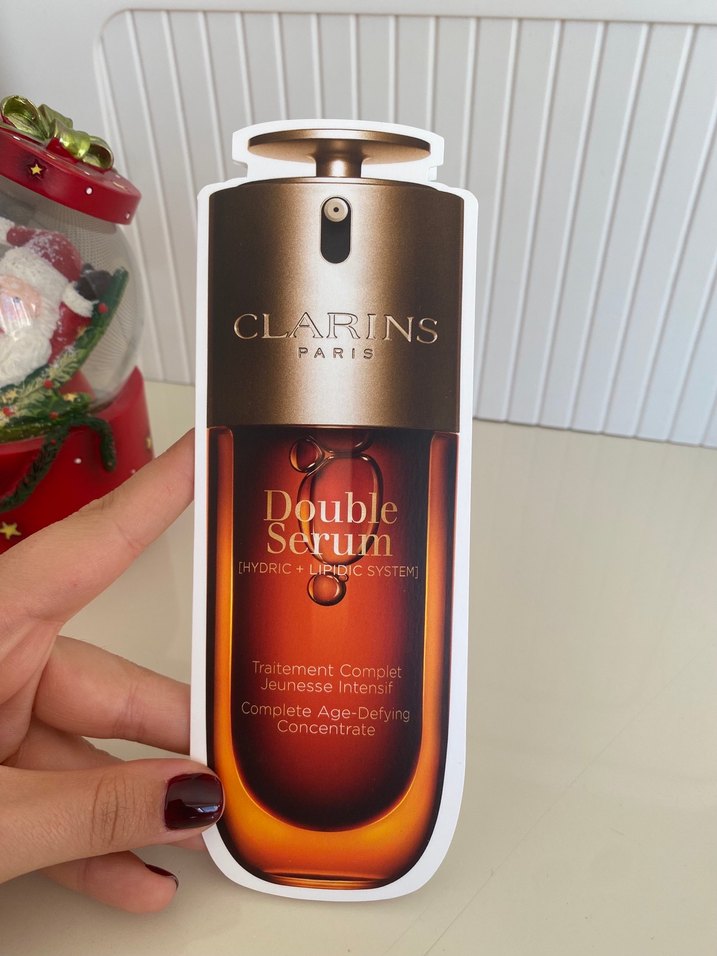 CLARINS
PARIS
Double
Serum
[HYDRIC + LIPIDIC SYSTEM]
Traitement Complet
Jeunesse Intensif
Complete Age-Defying
Concentrate